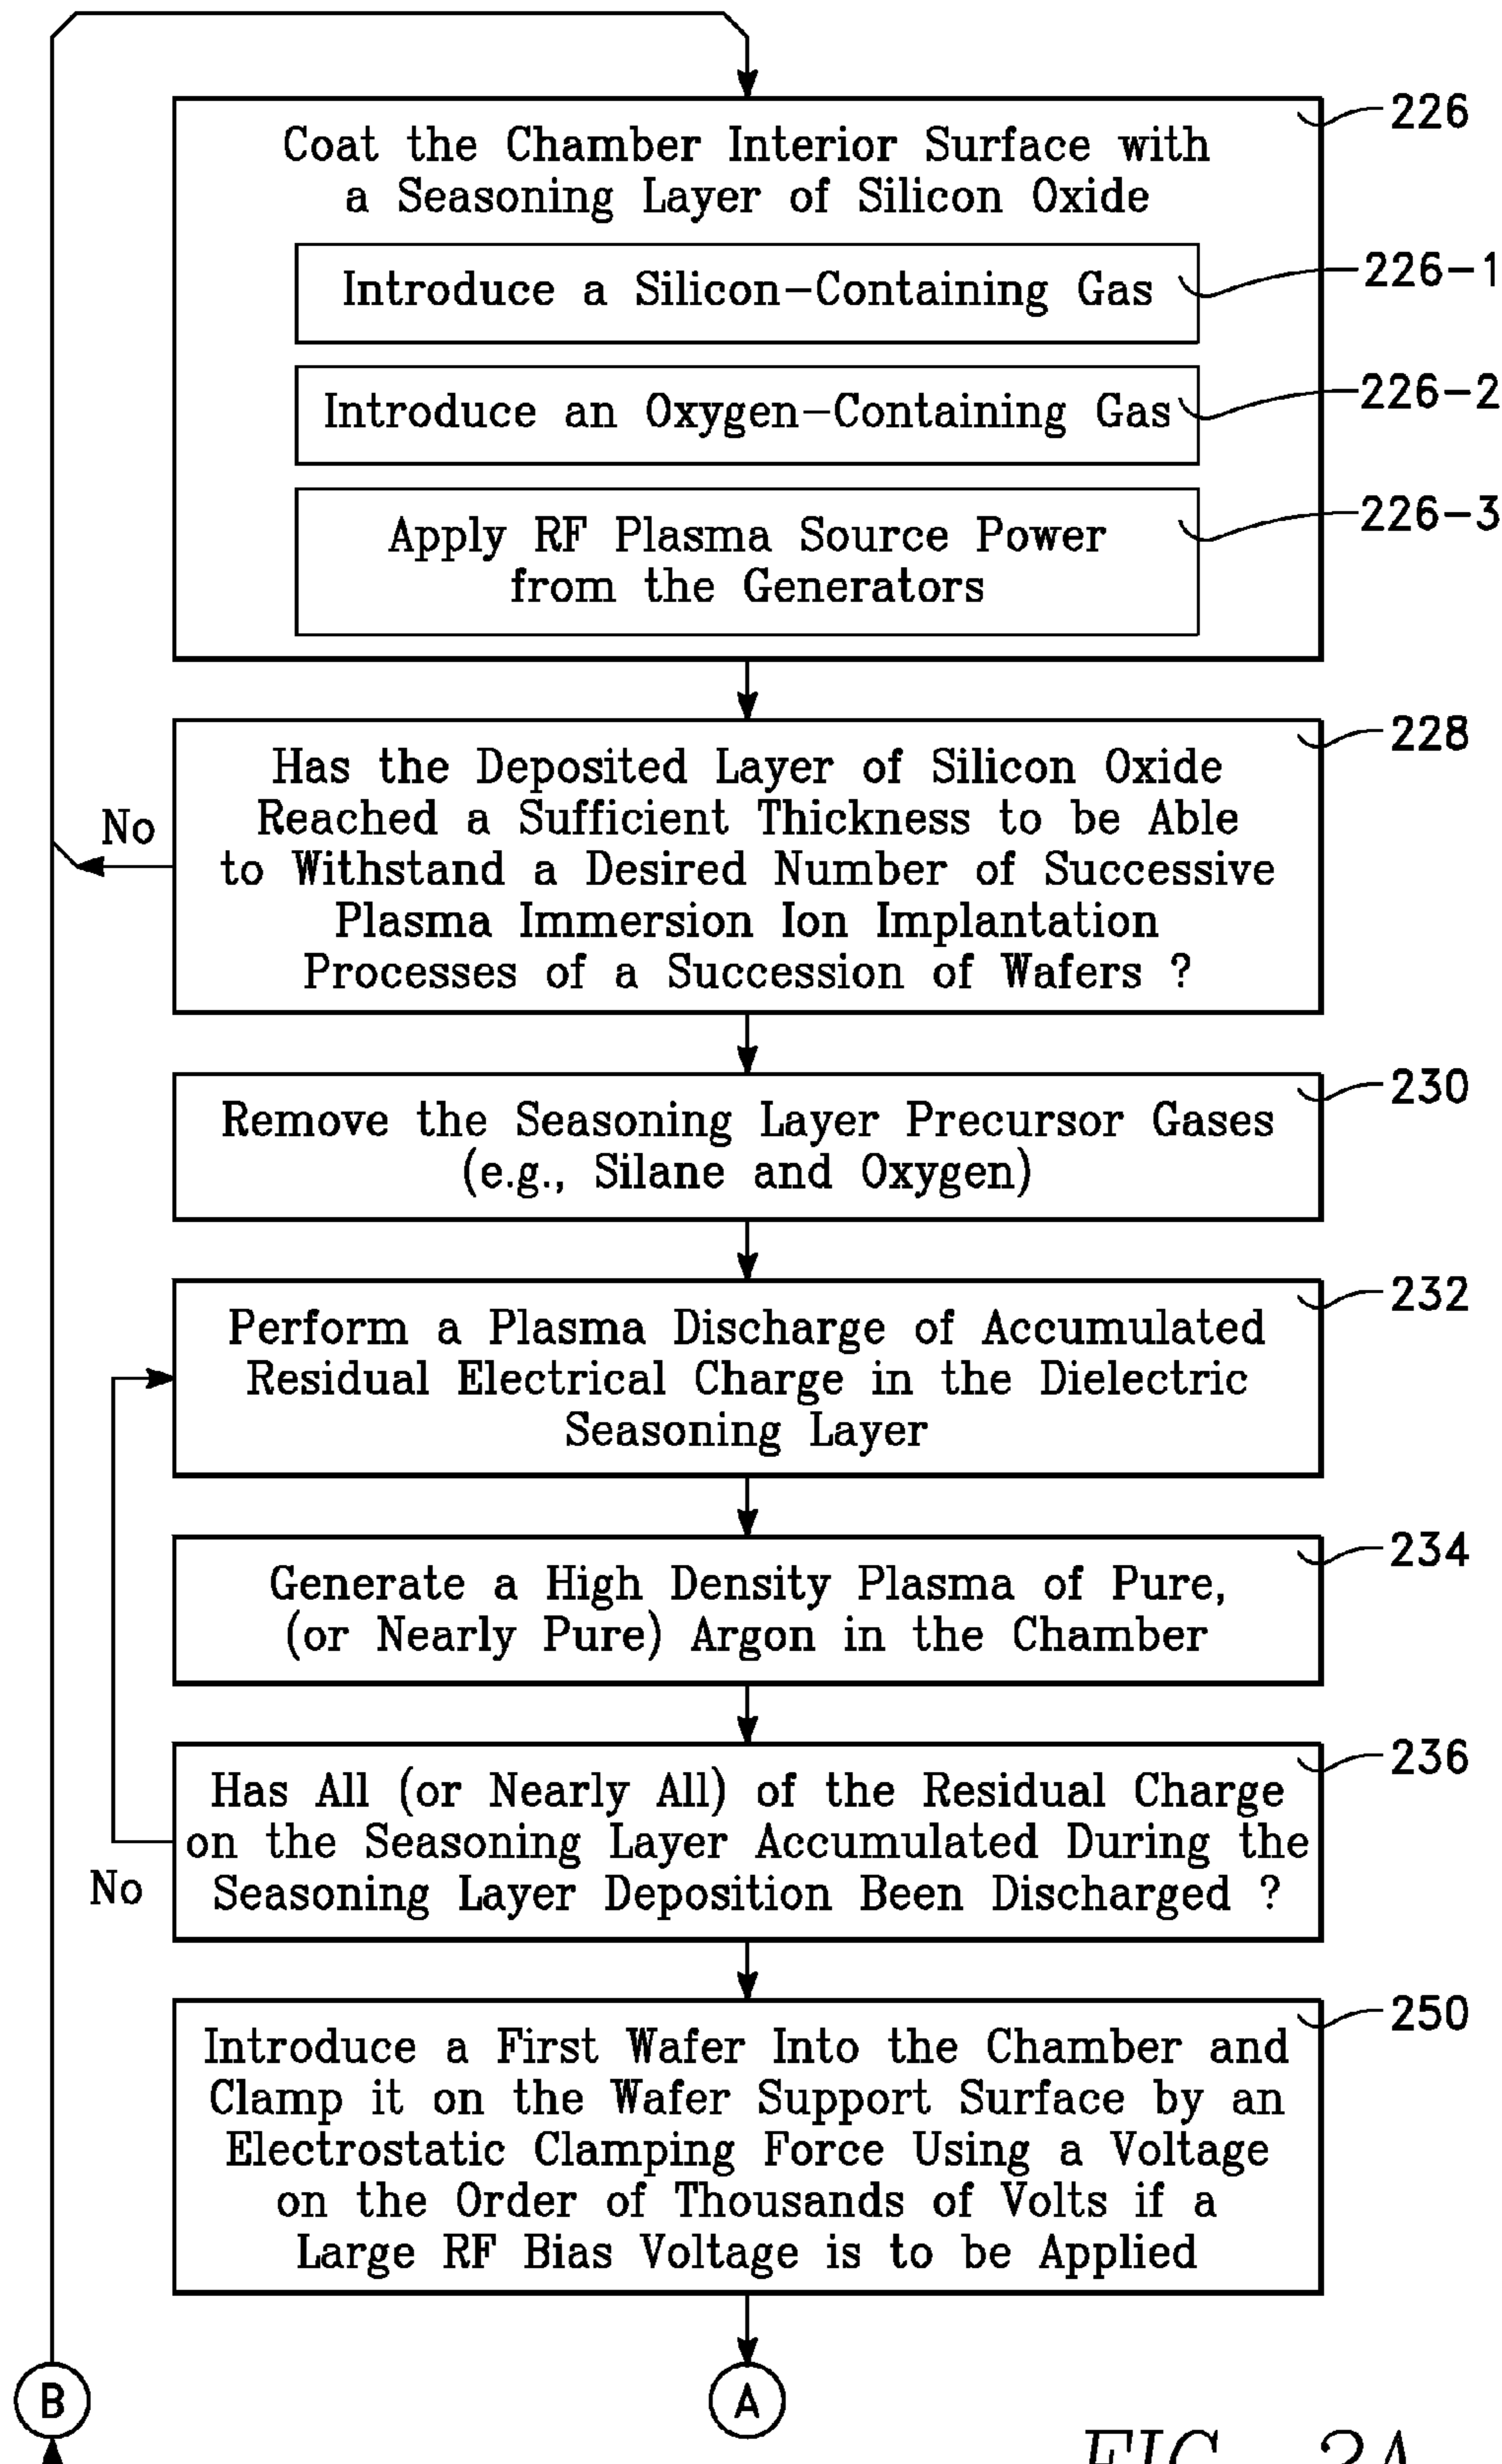 Coat the Chamber Interior Surface with
a Seasoning Layer of Silicon Oxide
226
Introduce a Silicon-Containing Gas
226-1
Introduce an Oxygen-Containing Gas
226-2
Apply RF Plasma Source Power
from the Generators
226-3
Has the Deposited Layer of Silicon Oxide
Reached a Sufficient Thickness to be Able
to Withstand a Desired Number of Successive
Plasma Immersion Ion Implantation
Processes of a Succession of Wafers ?
228
No
Remove the Seasoning Layer Precursor Gases
(e.g., Silane and Oxygen)
230
Perform a Plasma Discharge of Accumulated
Residual Electrical Charge in the Dielectric
Seasoning Layer
232
Generate a High Density Plasma of Pure,
(or Nearly Pure) Argon in the Chamber
234
Has All (or Nearly All) of the Residual Charge
on the Seasoning Layer Accumulated During the
Seasoning Layer Deposition Been Discharged ?
236
No
Introduce a First Wafer Into the Chamber and
Clamp it on the Wafer Support Surface by an
Electrostatic Clamping Force Using a Voltage
on the Order of Thousands of Volts if a
Large RF Bias Voltage is to be Applied
250
B
A